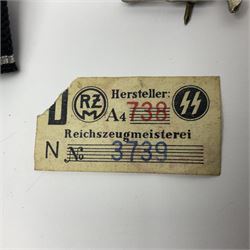 D RZM Hersteller:
A4 738
Reichszeugmeisterei
N № 3739